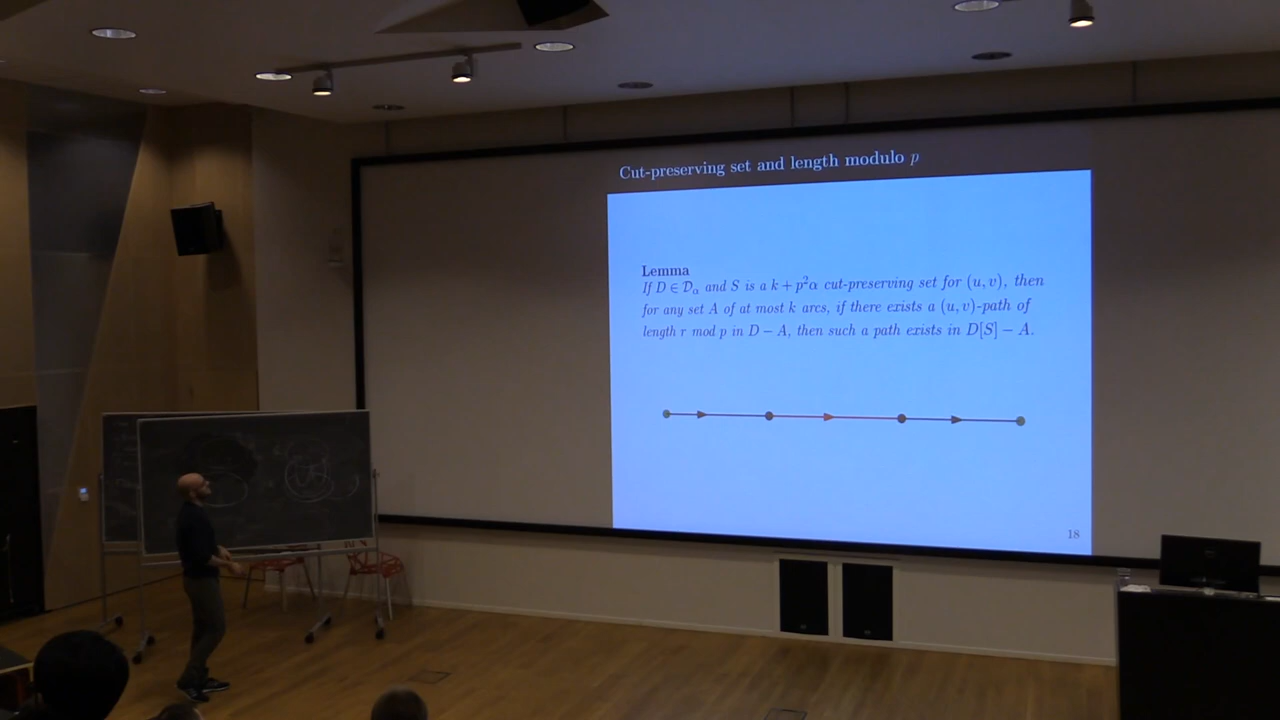 Cut-preserving set and length modulo p
Lemma
If D ∈ 𝒟α and S is a k + p²α cut-preserving set for (u, v), then
for any set A of at most k arcs, if there exists a (u, v)-path of
length r mod p in D − A, then such a path exists in D[S] − A.
18